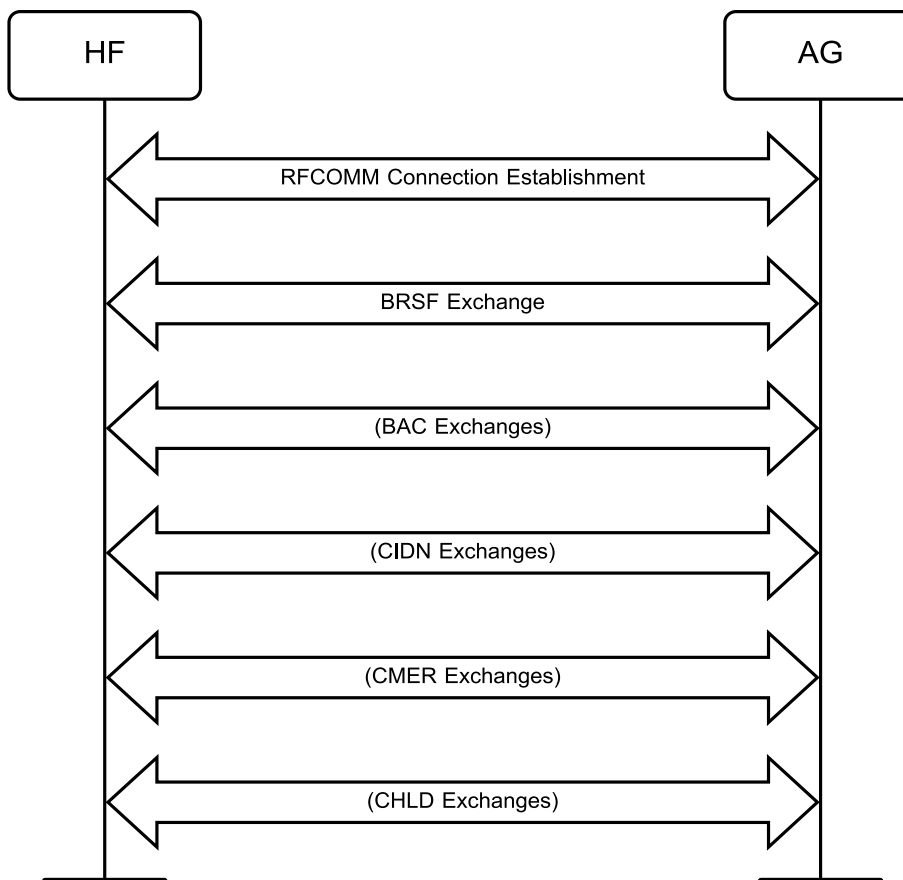 HF
AG
RFCOMM Connection Establishment
BRSF Exchange
(BAC Exchanges)
(CIDN Exchanges)
(CMER Exchanges)
(CHLD Exchanges)